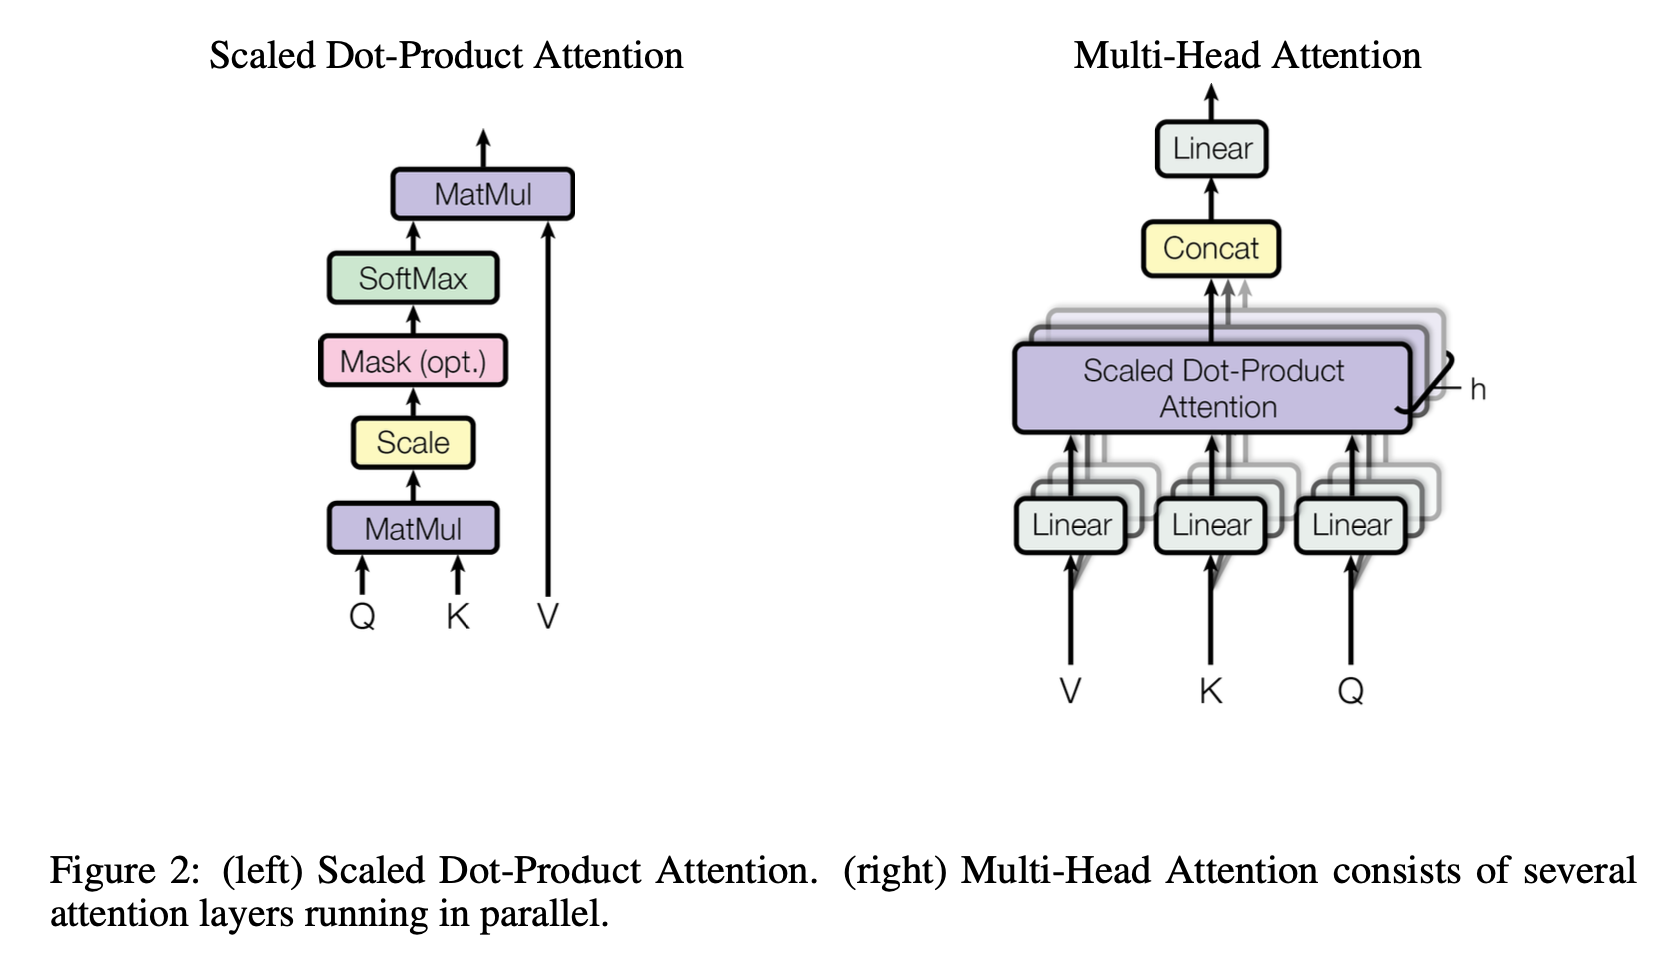 Scaled Dot-Product Attention
MatMul
SoftMax
Mask (opt.)
Scale
MatMul
Q K V
Multi-Head Attention
Linear
Concat
Scaled Dot-Product
Attention
h
Linear Linear Linear
V K Q
Figure 2: (left) Scaled Dot-Product Attention. (right) Multi-Head Attention consists of several
attention layers running in parallel.